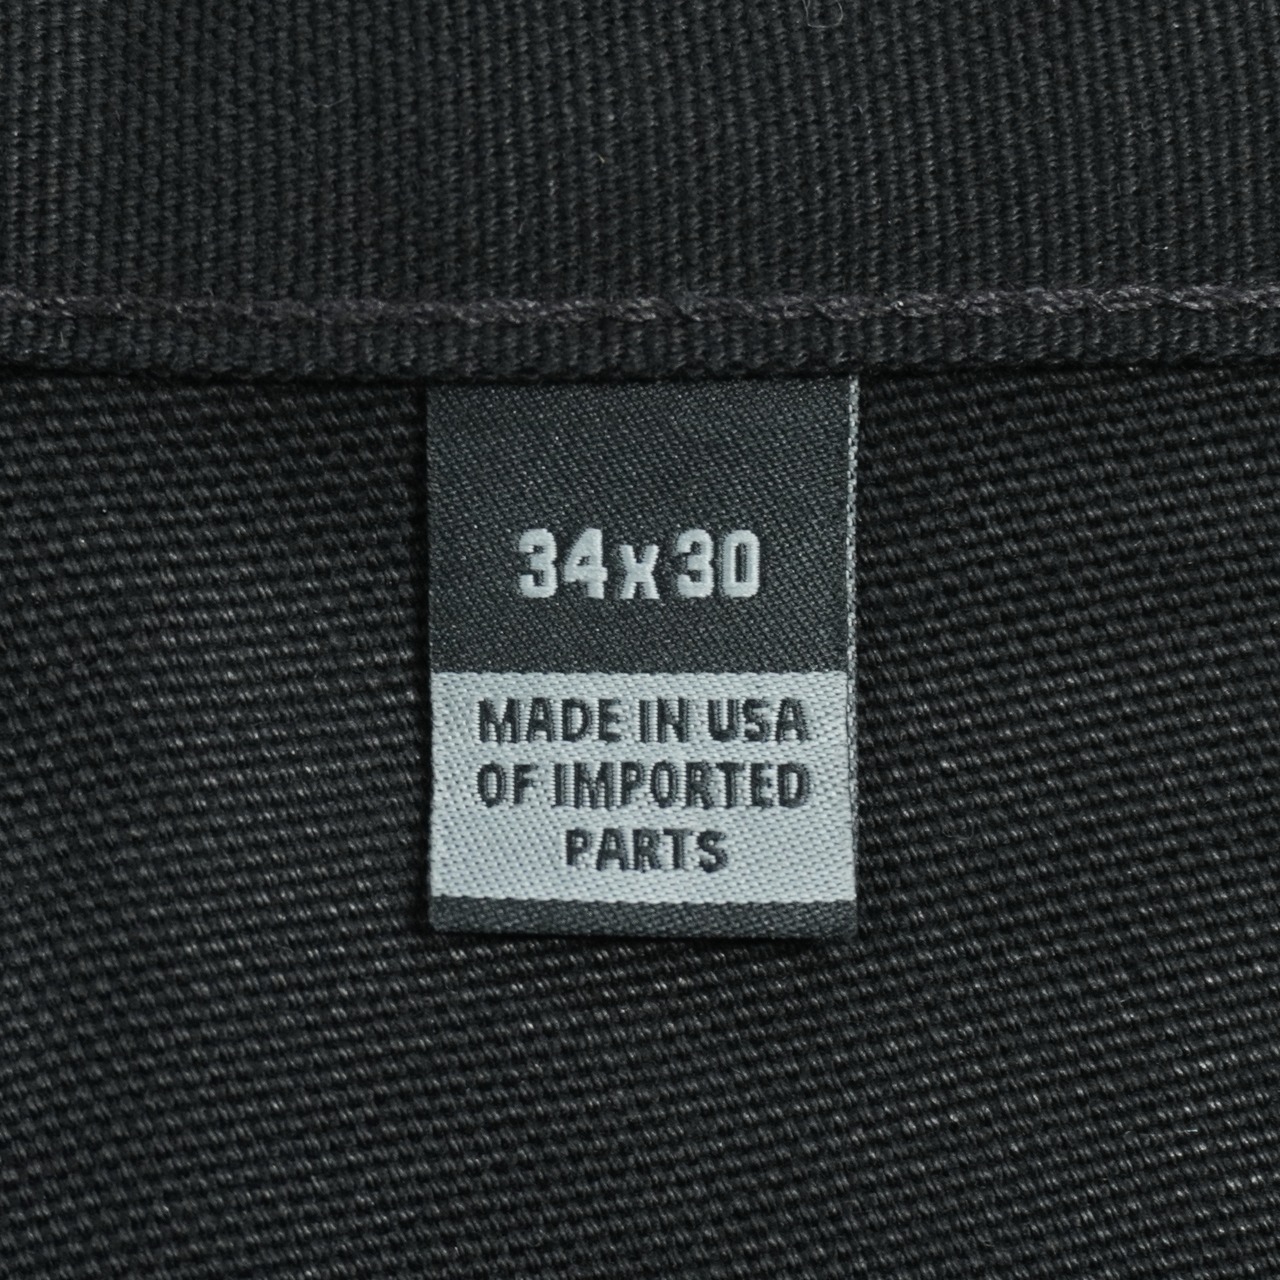 34x30
MADE IN USA
OF IMPORTED
PARTS